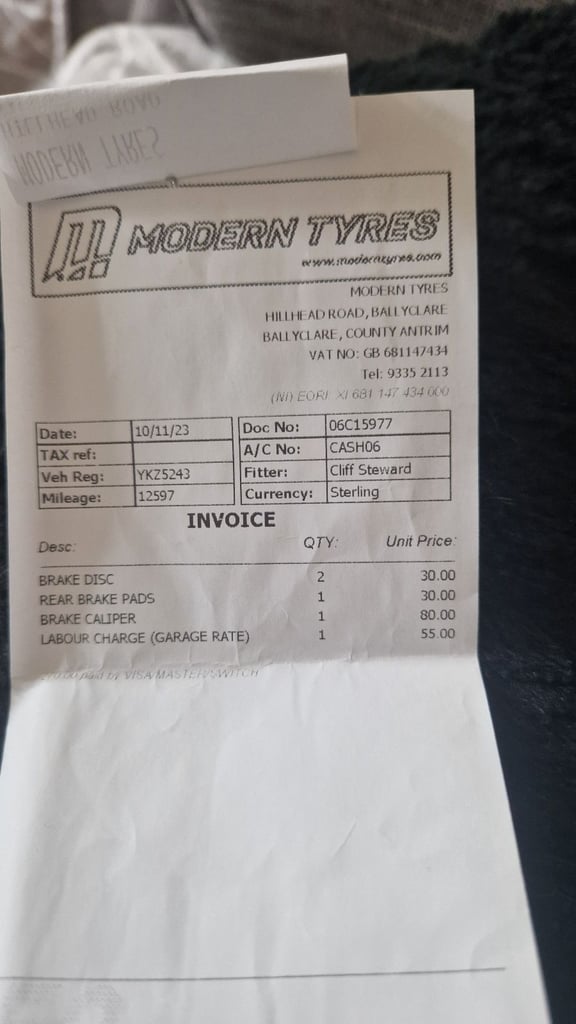 HILLHEAD ROAD
MODERN TYRES
MODERN TYRES
www.moderntyres.com
MODERN TYRES
HILLHEAD ROAD, BALLYCLARE
BALLYCLARE, COUNTY ANTRIM
VAT NO: GB 681147434
Tel: 9335 2113
(NI) EORI XI 681 147 434 000
Date: 10/11/23 Doc No: 06C15977
TAX ref: A/C No: CASH06
Veh Reg: YKZ5243 Fitter: Cliff Steward
Mileage: 12597 Currency: Sterling
INVOICE
Desc: QTY: Unit Price:
BRAKE DISC 2 30.00
REAR BRAKE PADS 1 30.00
BRAKE CALIPER 1 80.00
LABOUR CHARGE (GARAGE RATE) 1 55.00
paid by VISA/MASTER/SWITCH